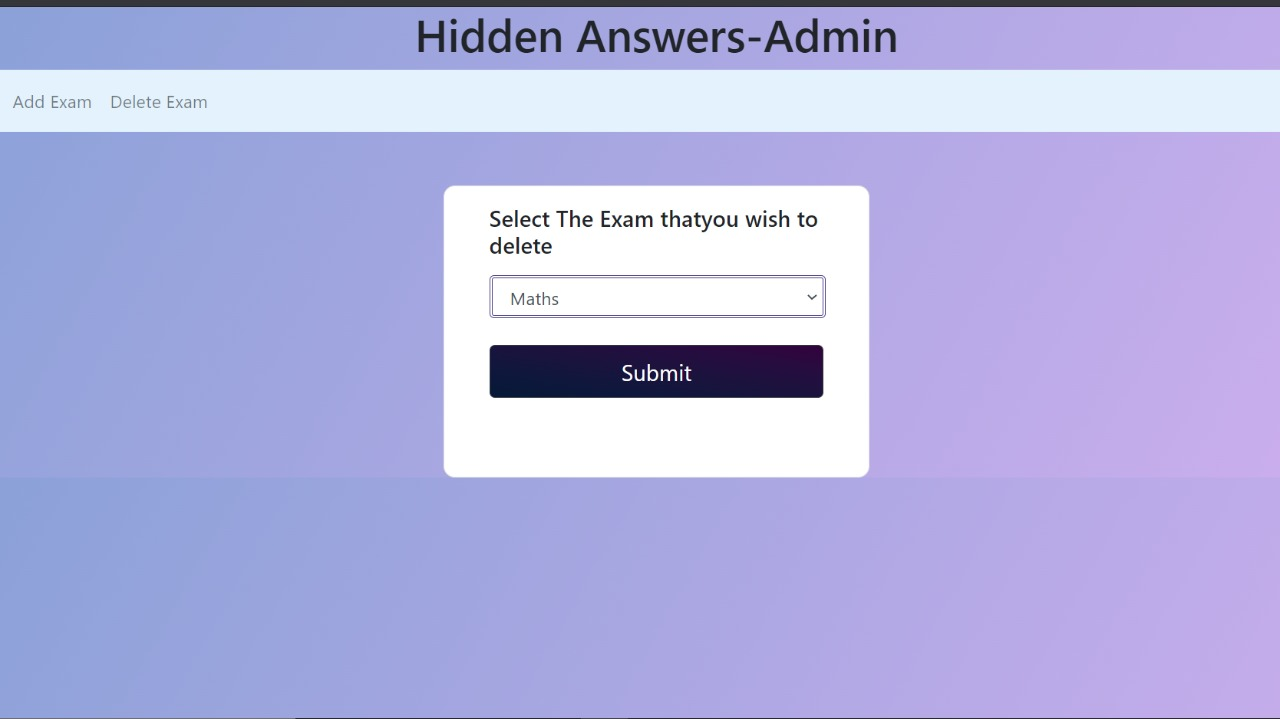 Hidden Answers-Admin
Add Exam Delete Exam
Select The Exam thatyou wish to
delete
Maths
Submit